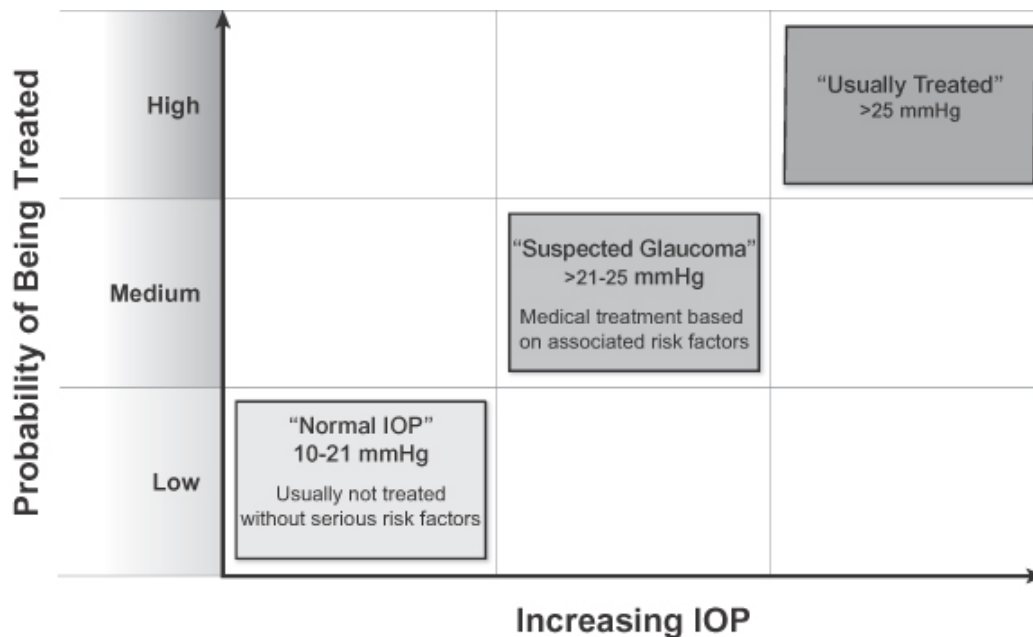 Probability of Being Treated
High
“Usually Treated”
>25 mmHg
Medium
“Suspected Glaucoma”
>21-25 mmHg
Medical treatment based
on associated risk factors
Low
“Normal IOP”
10-21 mmHg
Usually not treated
without serious risk factors
Increasing IOP